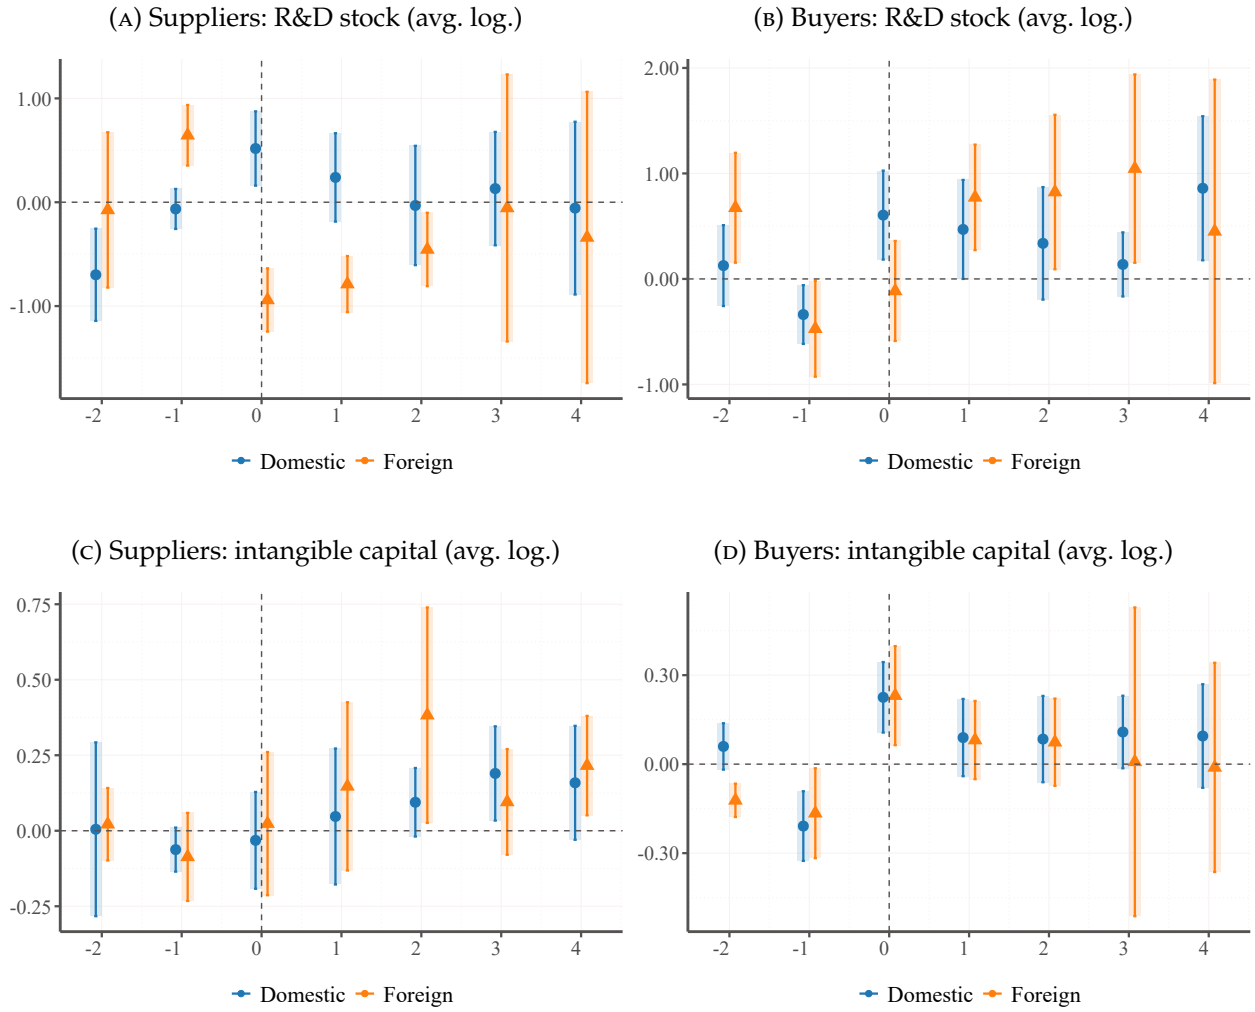 (A) Suppliers: R&D stock (avg. log.)
1.00
0.00
-1.00
-2 -1 0 1 2 3 4
Domestic Foreign
(B) Buyers: R&D stock (avg. log.)
2.00
1.00
0.00
-1.00
-2 -1 0 1 2 3 4
Domestic Foreign
(C) Suppliers: intangible capital (avg. log.)
0.75
0.50
0.25
0.00
-0.25
-2 -1 0 1 2 3 4
Domestic Foreign
(D) Buyers: intangible capital (avg. log.)
0.30
0.00
-0.30
-2 -1 0 1 2 3 4
Domestic Foreign